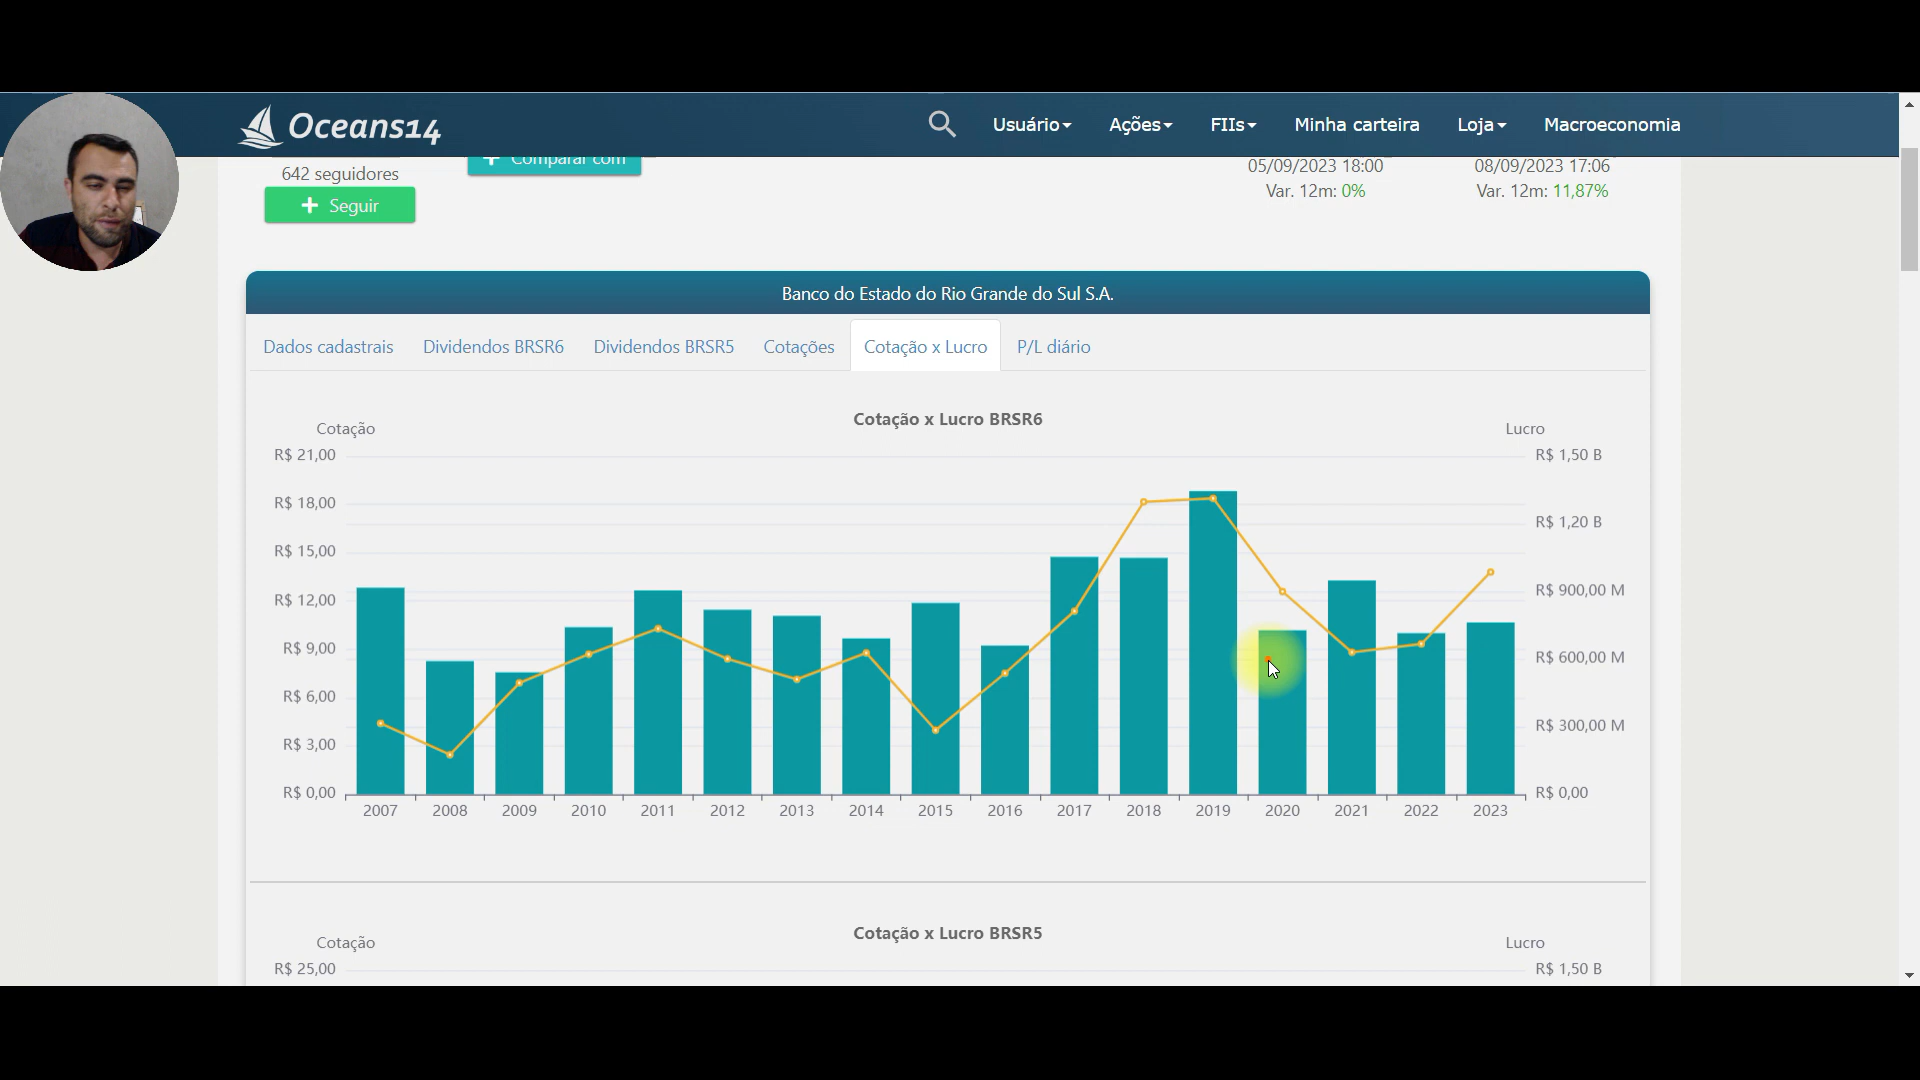 Oceans14
Usuário
Ações
FIIs
Minha carteira
Loja
Macroeconomia
642 seguidores
+ Comparar com
05/09/2023 18:00
08/09/2023 17:06
+ Seguir
Var. 12m: 0%
Var. 12m: 11,87%
Banco do Estado do Rio Grande do Sul S.A.
Dados cadastrais
Dividendos BRSR6
Dividendos BRSR5
Cotações
Cotação x Lucro
P/L diário
Cotação x Lucro BRSR6
Cotação
Lucro
R$ 21,00
R$ 18,00
R$ 15,00
R$ 12,00
R$ 9,00
R$ 6,00
R$ 3,00
R$ 0,00
R$ 1,50 B
R$ 1,20 B
R$ 900,00 M
R$ 600,00 M
R$ 300,00 M
R$ 0,00
2007 2008 2009 2010 2011 2012 2013 2014 2015 2016 2017 2018 2019 2020 2021 2022 2023
Cotação x Lucro BRSR5
Cotação
Lucro
R$ 25,00
R$ 1,50 B